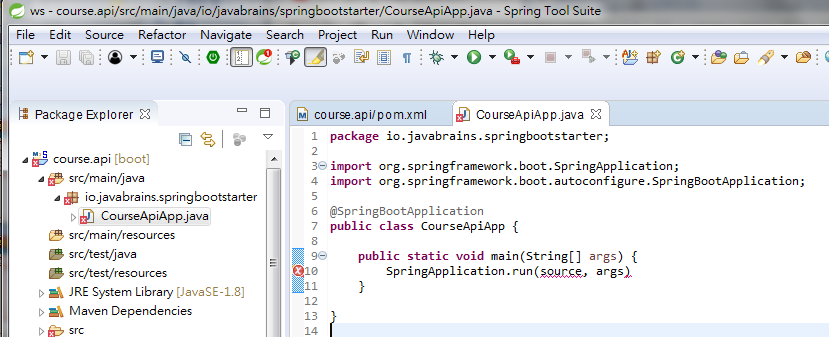 ws - course.api/src/main/java/io/javabrains/springbootstarter/CourseApiApp.java - Spring Tool Suite
File Edit Source Refactor Navigate Search Project Run Window Help
Package Explorer
course.api [boot]
src/main/java
io.javabrains.springbootstarter
CourseApiApp.java
src/main/resources
src/test/java
src/test/resources
JRE System Library [JavaSE-1.8]
Maven Dependencies
src
course.api/pom.xml CourseApiApp.java
1 package io.javabrains.springbootstarter;
2
3 import org.springframework.boot.SpringApplication;
4 import org.springframework.boot.autoconfigure.SpringBootApplication;
5
6 @SpringBootApplication
7 public class CourseApiApp {
8
9 public static void main(String[] args) {
10 SpringApplication.run(source, args)
11 }
12
13 }
14